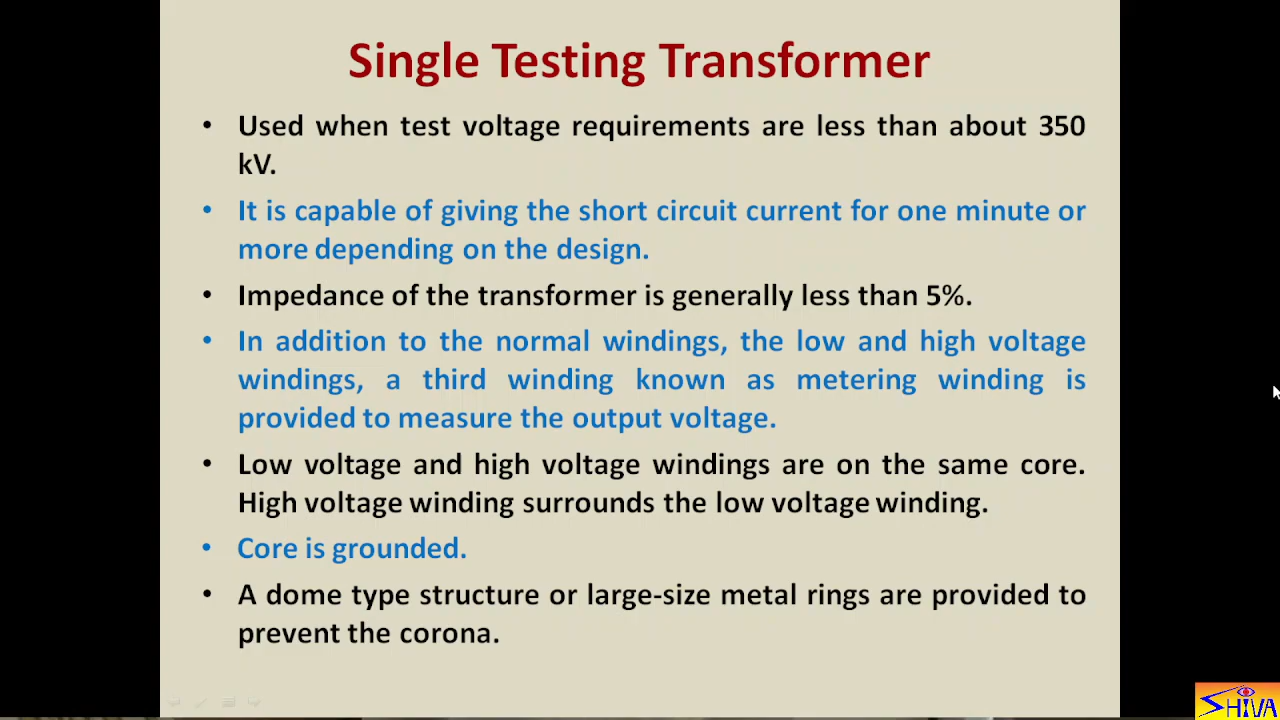 Single Testing Transformer
• Used when test voltage requirements are less than about 350
kV.
• It is capable of giving the short circuit current for one minute or
more depending on the design.
• Impedance of the transformer is generally less than 5%.
• In addition to the normal windings, the low and high voltage
windings, a third winding known as metering winding is
provided to measure the output voltage.
• Low voltage and high voltage windings are on the same core.
High voltage winding surrounds the low voltage winding.
• Core is grounded.
• A dome type structure or large-size metal rings are provided to
prevent the corona.
SHIVA